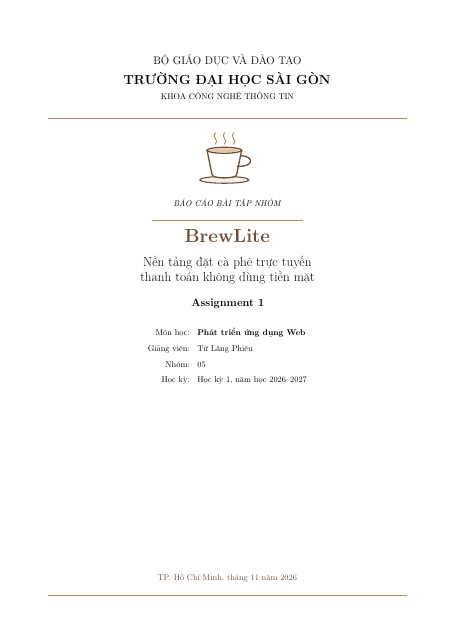 BỘ GIÁO DỤC VÀ ĐÀO TẠO
TRƯỜNG ĐẠI HỌC SÀI GÒN
KHOA CÔNG NGHỆ THÔNG TIN
BÁO CÁO BÀI TẬP NHÓM
BrewLite
Nền tảng đặt cà phê trực tuyến
thanh toán không dùng tiền mặt
Assignment 1
Môn học: Phát triển ứng dụng Web
Giảng viên: Từ Lãng Phiêu
Nhóm: 05
Học kỳ: Học kỳ 1, năm học 2026–2027
TP. Hồ Chí Minh, tháng 11 năm 2026